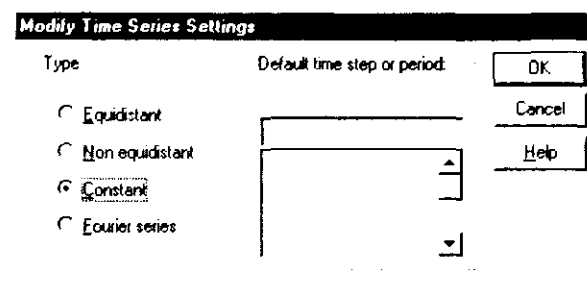 Modify Time Series Settings
Type
Default time step or period:
OK
Equidistant
Cancel
Non equidistant
Help
Constant
Fourier series